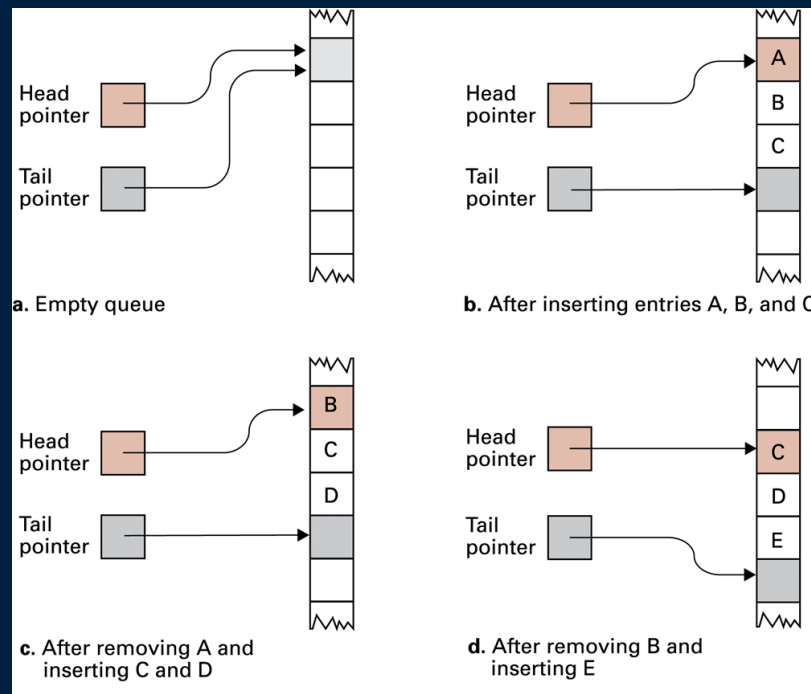 Head
pointer
Tail
pointer
a. Empty queue
Head
pointer
Tail
pointer
A
B
C
b. After inserting entries A, B, and C
Head
pointer
Tail
pointer
B
C
D
c. After removing A and
inserting C and D
Head
pointer
Tail
pointer
C
D
E
d. After removing B and
inserting E